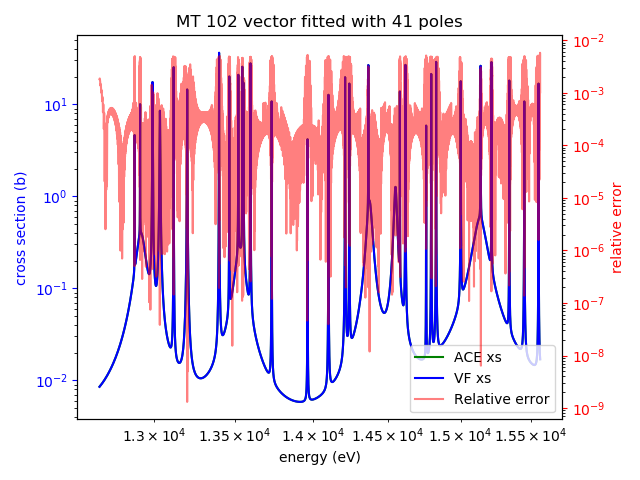 MT 102 vector fitted with 41 poles
cross section (b)
10¹
10⁰
10⁻¹
10⁻²
10⁻²
10⁻³
10⁻⁴
10⁻⁵
10⁻⁶
10⁻⁷
10⁻⁸
10⁻⁹
relative error
ACE xs
VF xs
Relative error
1.3 × 10⁴ 1.35 × 10⁴ 1.4 × 10⁴ 1.45 × 10⁴ 1.5 × 10⁴ 1.55 × 10⁴
energy (eV)